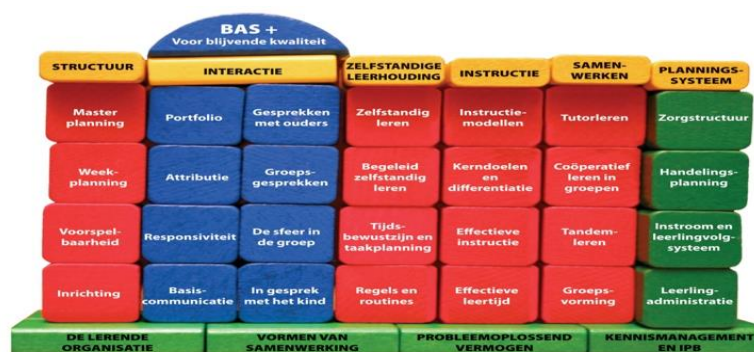 BAS +
Voor blijvende kwaliteit
STRUCTUUR
INTERACTIE
ZELFSTANDIGE
LEERHOUDING
INSTRUCTIE
SAMEN-
WERKEN
PLANNINGS-
SYSTEEM
Master
planning
Portfolio
Gesprekken
met ouders
Zelfstandig
leren
Instructie-
modellen
Tutorleren
Zorgstructuur
Week-
planning
Attributie
Groeps-
gesprekken
Begeleid
zelfstandig
leren
Kerndoelen
en
differentiatie
Coöperatief
leren in
groepen
Handelings-
planning
Voorspel-
baarheid
Responsiviteit
De sfeer in
de groep
Tijds-
bewustzijn en
taakplanning
Effectieve
instructie
Tandem-
leren
Instroom en
leerlingvolg-
systeem
Inrichting
Basis-
communicatie
In gesprek
met het kind
Regels en
routines
Effectieve
leertijd
Groeps-
vorming
Leerling-
administratie
DE LERENDE
ORGANISATIE
VORMEN VAN
SAMENWERKING
PROBLEEMOPLOSSEND
VERMOGEN
KENNISMANAGEMENT
EN IPB